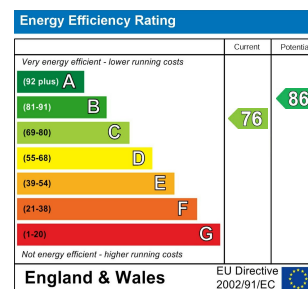 Energy Efficiency Rating
Current Potentia
Very energy efficient - lower running costs
(92 plus) A
(81-91) B
(69-80) C
(55-68) D
(39-54) E
(21-38) F
(1-20) G
76
86
Not energy efficient - higher running costs
England & Wales
EU Directive
2002/91/EC